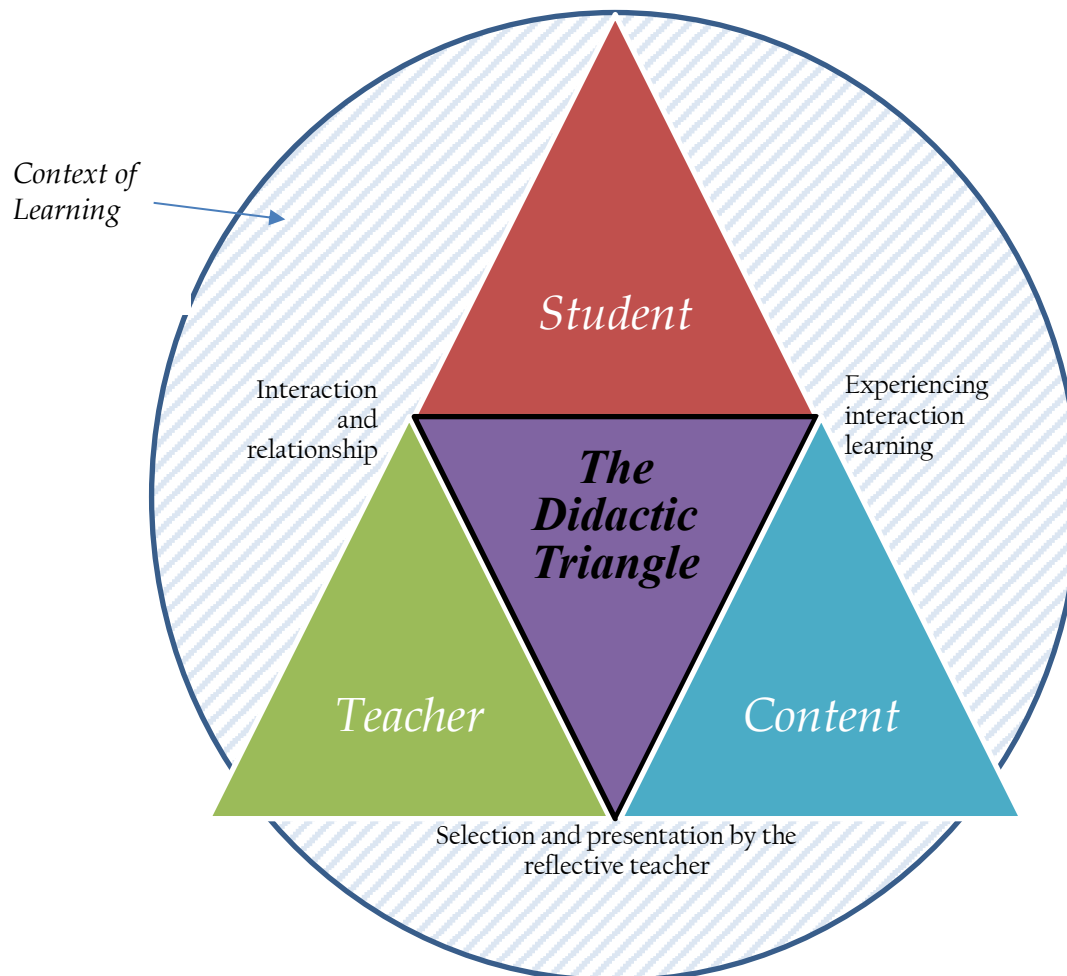 Context of
Learning
Student
Interaction
and
relationship
Experiencing
interaction
learning
The
Didactic
Triangle
Teacher
Content
Selection and presentation by the
reflective teacher